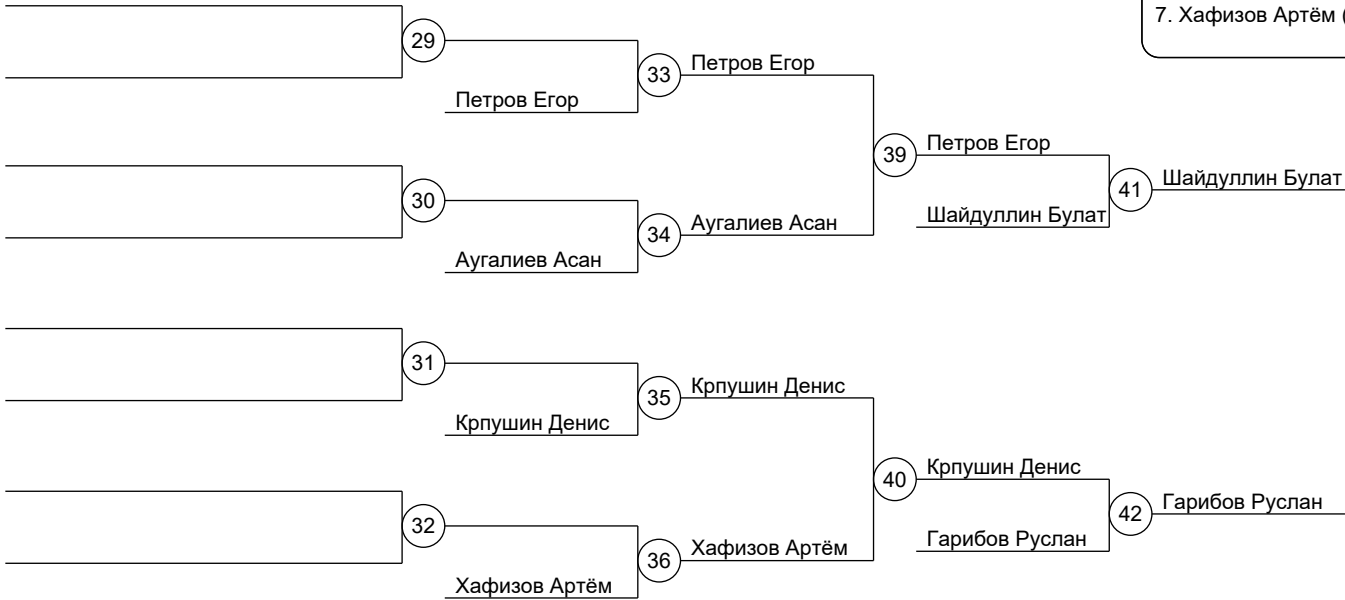 7. Хафизов Артём (
29
33
Петров Егор
Петров Егор
39
Петров Егор
30
34
Аугалиев Асан
Аугалиев Асан
Шайдуллин Булат
41
Шайдуллин Булат
31
35
Крпушин Денис
Крпушин Денис
40
Крпушин Денис
32
36
Хафизов Артём
Хафизов Артём
Гарибов Руслан
42
Гарибов Руслан